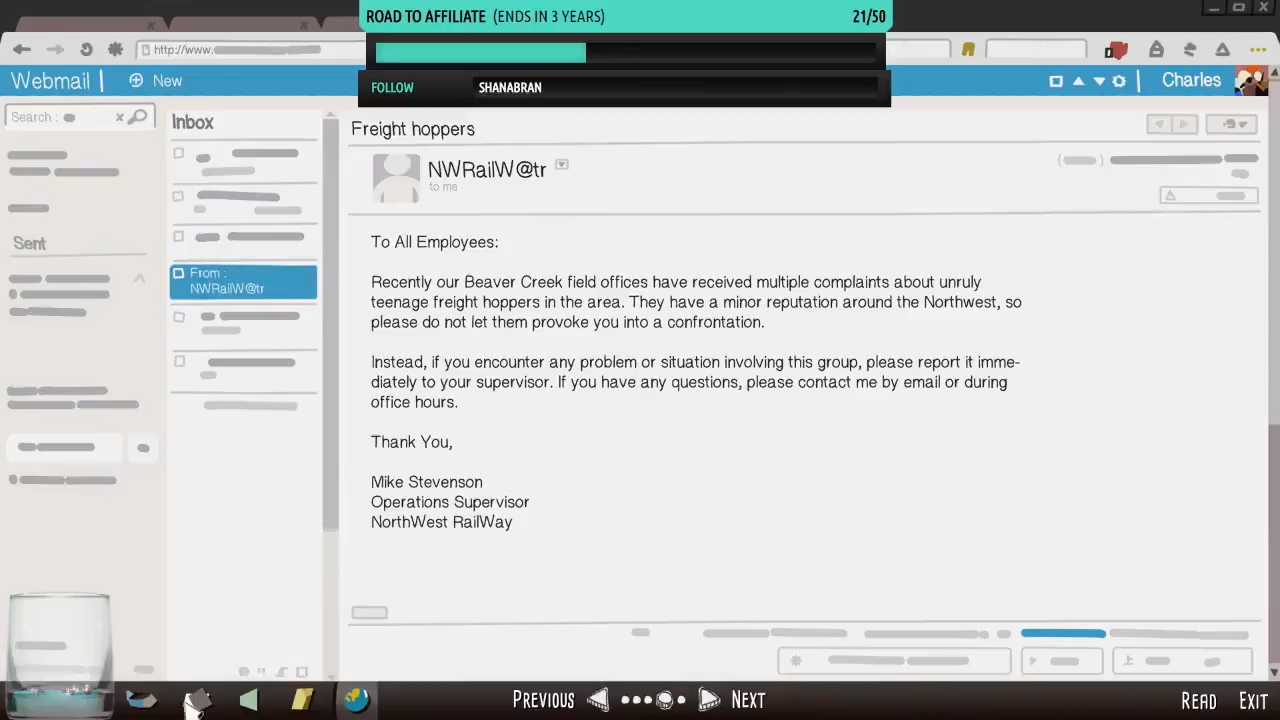 ROAD TO AFFILIATE (ENDS IN 3 YEARS) 21/50
http://www.
FOLLOW SHANABRAN
Webmail New Charles
Search :
Inbox
Freight hoppers
NWRailW@tr
to me
Sent
From :
NWRailW@tr
To All Employees:
Recently our Beaver Creek field offices have received multiple complaints about unruly
teenage freight hoppers in the area. They have a minor reputation around the Northwest, so
please do not let them provoke you into a confrontation.
Instead, if you encounter any problem or situation involving this group, please report it imme-
diately to your supervisor. If you have any questions, please contact me by email or during
office hours.
Thank You,
Mike Stevenson
Operations Supervisor
NorthWest RailWay
PREVIOUS NEXT READ EXIT